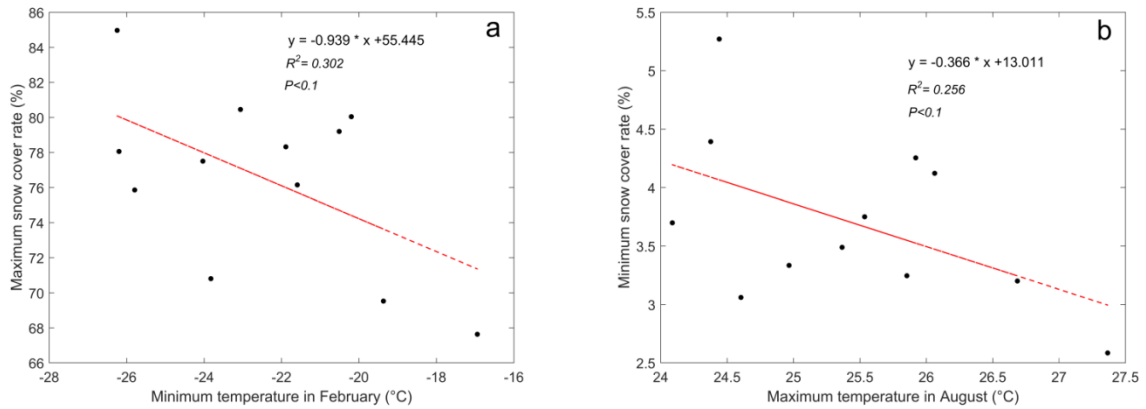 a
y = -0.939 * x +55.445
R²= 0.302
P<0.1
Maximum snow cover rate (%)
86
84
82
80
78
76
74
72
70
68
66
-28
-26
-24
-22
-20
-18
-16
Minimum temperature in February (°C)
b
y = -0.366 * x +13.011
R²= 0.256
P<0.1
Minimum snow cover rate (%)
5.5
5
4.5
4
3.5
3
2.5
24
24.5
25
25.5
26
26.5
27
27.5
Maximum temperature in August (°C)